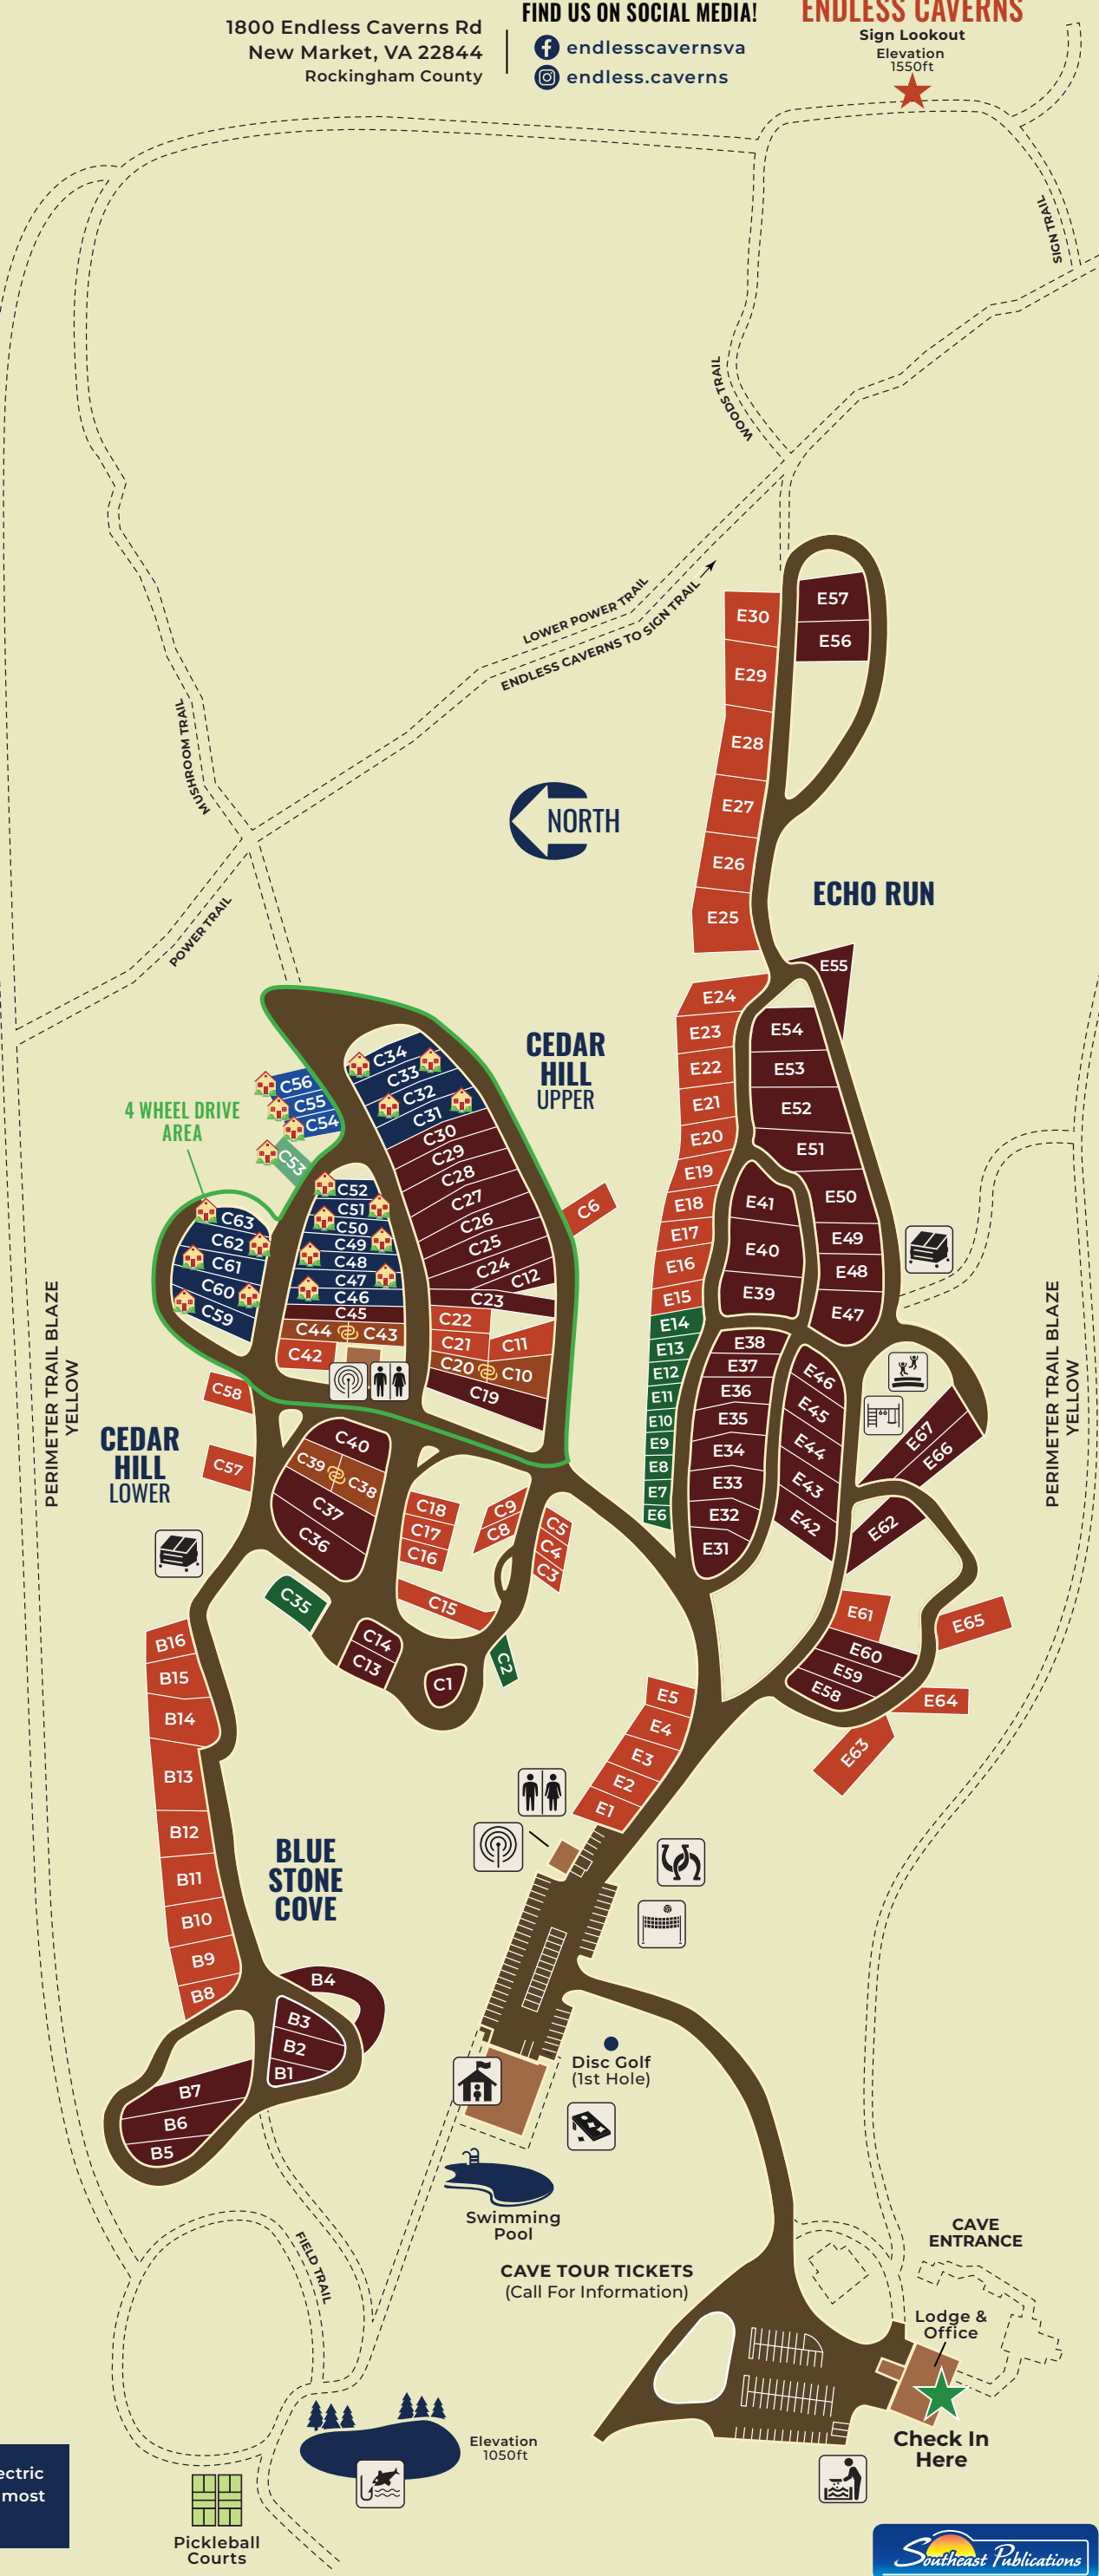 1800 Endless Caverns Rd
New Market, VA 22844
Rockingham County
FIND US ON SOCIAL MEDIA!
endlesscavernsva
endless.caverns
ENDLESS CAVERNS
Sign Lookout
Elevation
1550ft
SIGN TRAIL
WOODS TRAIL
LOWER POWER TRAIL
ENDLESS CAVERNS TO SIGN TRAIL
MUSHROOM TRAIL
POWER TRAIL
NORTH
ECHO RUN
E57
E56
E30
E29
E28
E27
E26
E25
E55
E24
E23
E22
E21
E20
E19
E18
E17
E16
E15
E14
E13
E12
E11
E10
E9
E8
E7
E6
E54
E53
E52
E51
E50
E49
E48
E47
E41
E40
E39
E38
E37
E36
E35
E34
E33
E32
E31
E46
E45
E44
E43
E42
E67
E66
E62
E61
E60
E59
E58
E65
E64
E63
E5
E4
E3
E2
E1
CEDAR
HILL
UPPER
4 WHEEL DRIVE
AREA
C34
C33
C32
C31
C30
C29
C28
C27
C26
C25
C24
C12
C23
C22
C21
C11
C20
C10
C19
C6
C56
C55
C54
C53
C52
C51
C50
C49
C48
C47
C46
C45
C44
C43
C42
C63
C62
C61
C60
C59
C58
C57
CEDAR
HILL
LOWER
C40
C39
C38
C37
C36
C35
C18
C17
C16
C15
C9
C8
C5
C4
C3
C2
C14
C13
C1
PERIMETER TRAIL BLAZE
YELLOW
PERIMETER TRAIL BLAZE
YELLOW
B16
B15
B14
B13
B12
B11
B10
B9
B8
BLUE
STONE
COVE
B4
B3
B2
B1
B7
B6
B5
Disc Golf
(1st Hole)
Swimming
Pool
FIELD TRAIL
CAVE TOUR TICKETS
(Call For Information)
CAVE
ENTRANCE
Lodge &
Office
Check In
Here
Elevation
1050ft
Pickleball
Courts
ectric
most
Southeast Publications